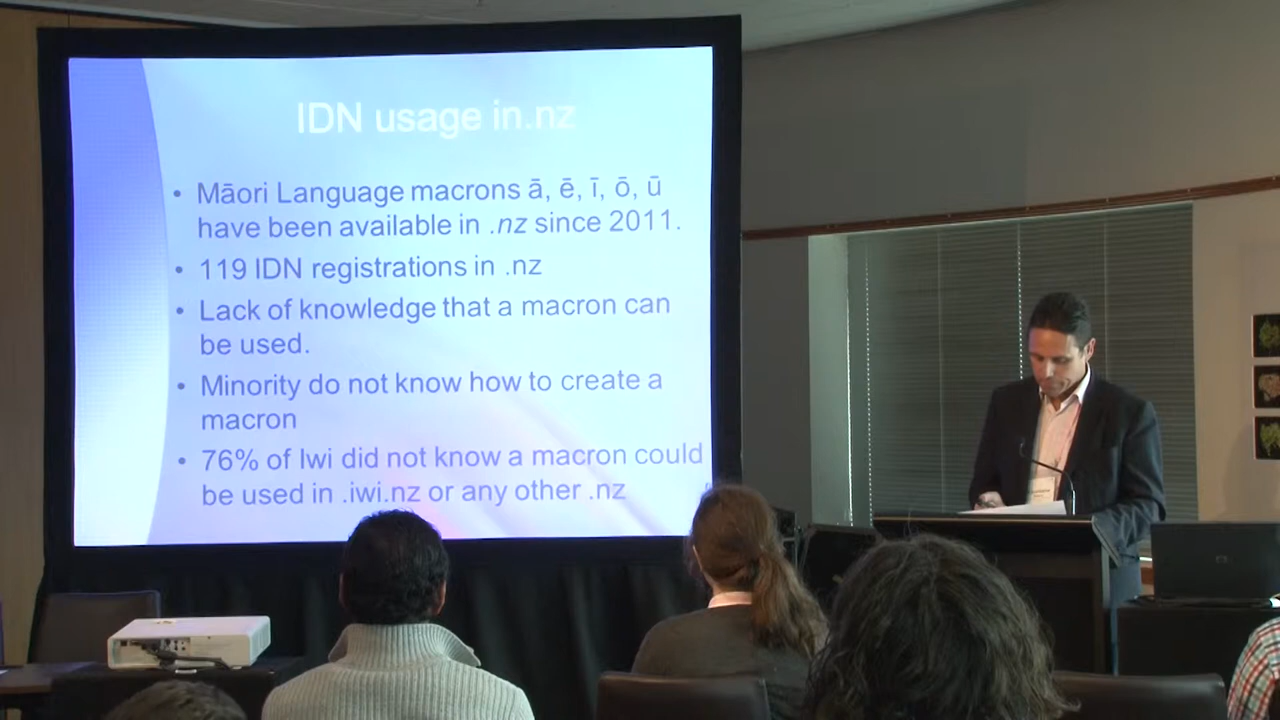 IDN usage in.nz
• Māori Language macrons ā, ē, ī, ō, ū
have been available in .nz since 2011.
• 119 IDN registrations in .nz
• Lack of knowledge that a macron can
be used.
• Minority do not know how to create a
macron
• 76% of Iwi did not know a macron could
be used in .iwi.nz or any other .nz